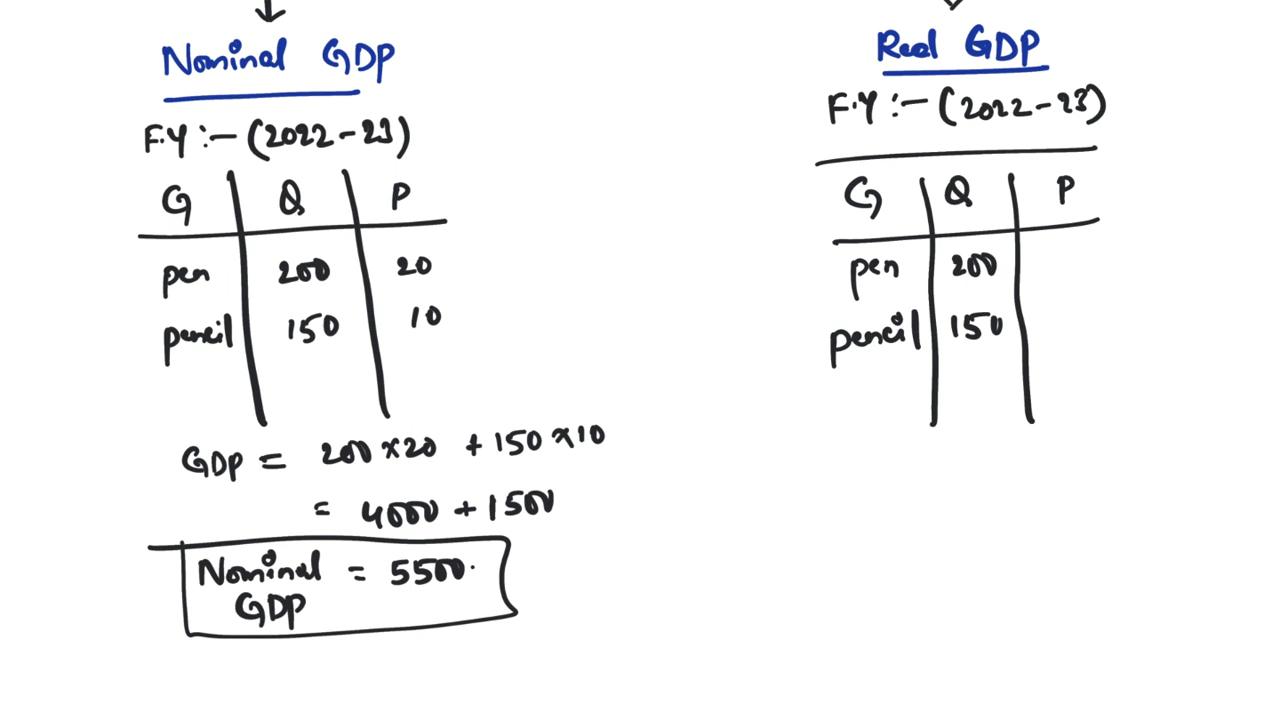 Nominal GDP
F.Y :- (2022-23)
G Q P
pen 200 20
pencil 150 10
GDP = 200 x 20 + 150 x 10
= 4000 + 1500
Nominal GDP = 5500.
Real GDP
F.Y :- (2022-23)
G Q P
pen 200
pencil 150